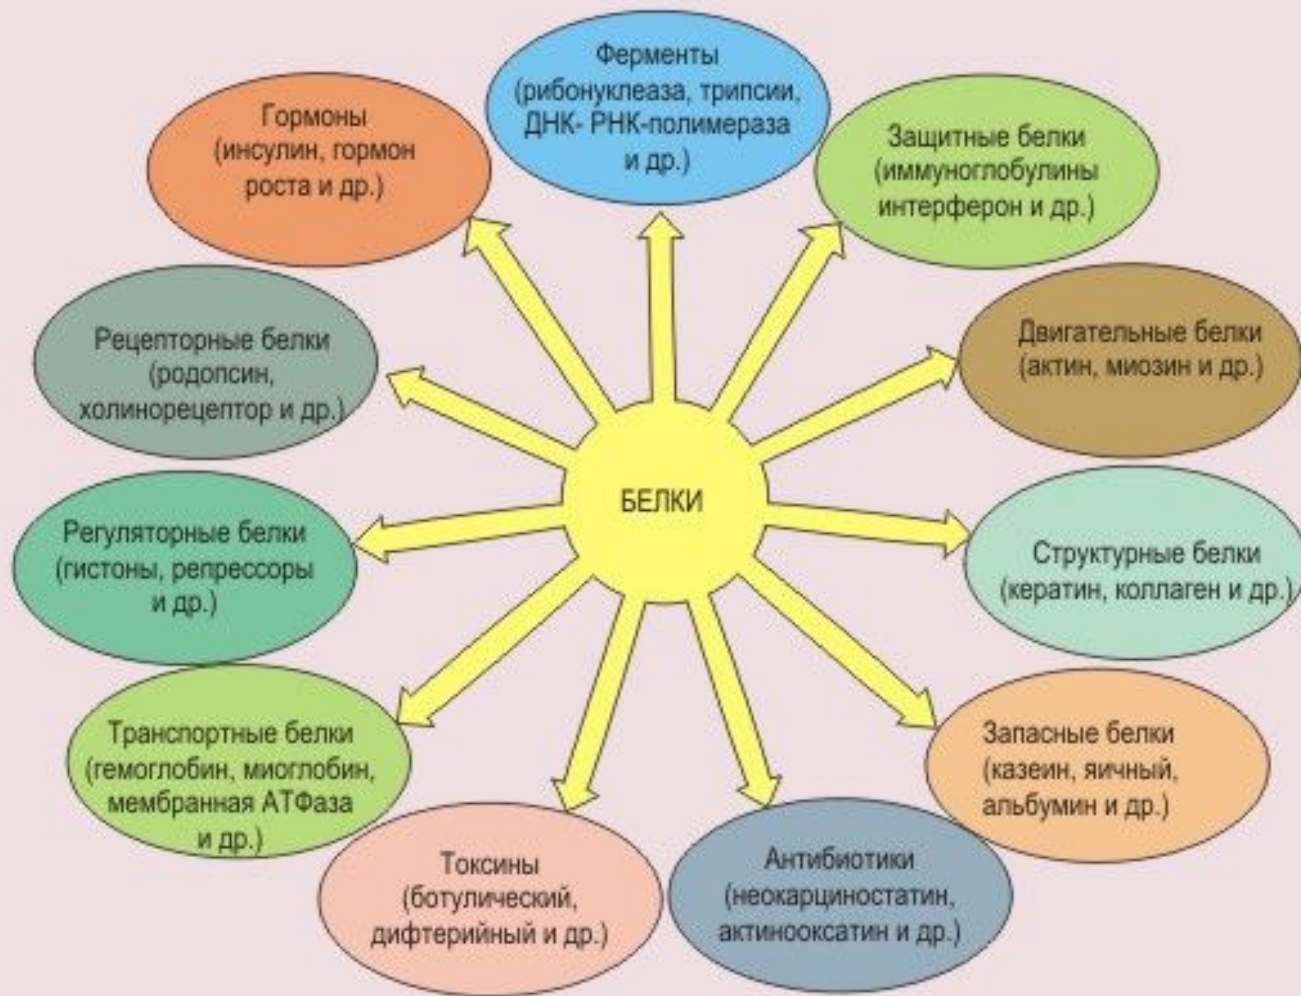 Ферменты
(рибонуклеаза, трипсии,
ДНК- РНК-полимераза
и др.)
Гормоны
(инсулин, гормон
роста и др.)
Защитные белки
(иммуноглобулины
интерферон и др.)
Рецепторные белки
(родопсин,
холинорецептор и др.)
Двигательные белки
(актин, миозин и др.)
БЕЛКИ
Регуляторные белки
(гистоны, репрессоры
и др.)
Структурные белки
(кератин, коллаген и др.)
Транспортные белки
(гемоглобин, миоглобин,
мембранная АТФаза
и др.)
Запасные белки
(казеин, яичный,
альбумин и др.)
Токсины
(ботулический,
дифтерийный и др.)
Антибиотики
(неокарциностатин,
актинооксатин и др.)